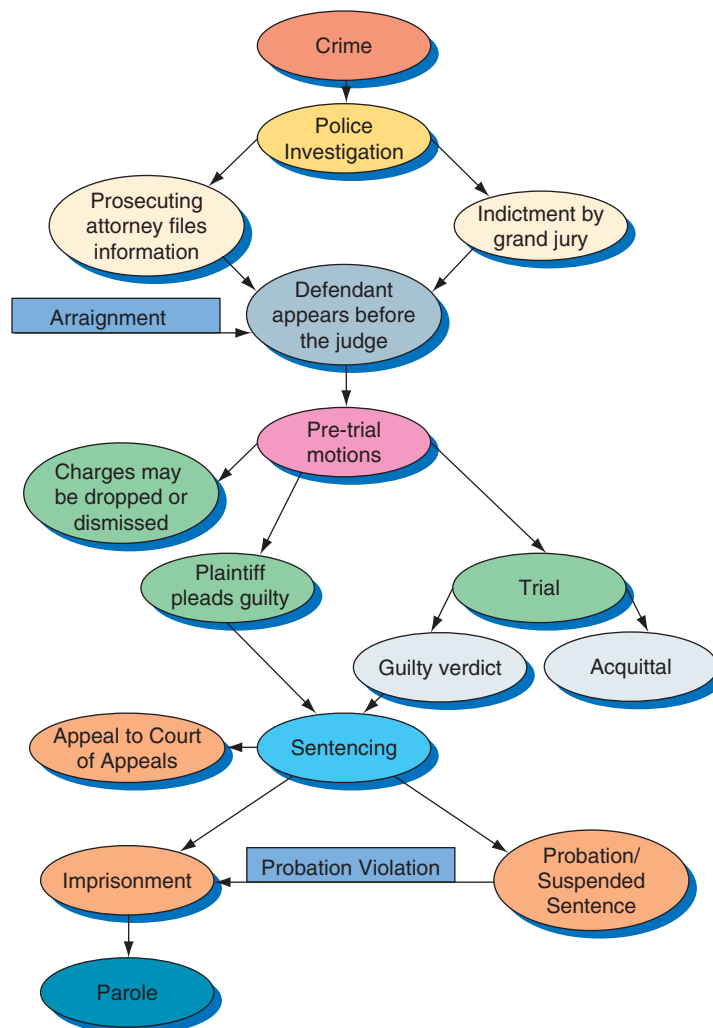 Crime
Police
Investigation
Prosecuting
attorney files
information
Indictment by
grand jury
Arraignment
Defendant
appears before
the judge
Pre-trial
motions
Charges may
be dropped or
dismissed
Plaintiff
pleads guilty
Trial
Guilty verdict
Acquittal
Appeal to Court
of Appeals
Sentencing
Imprisonment
Probation Violation
Probation/
Suspended
Sentence
Parole